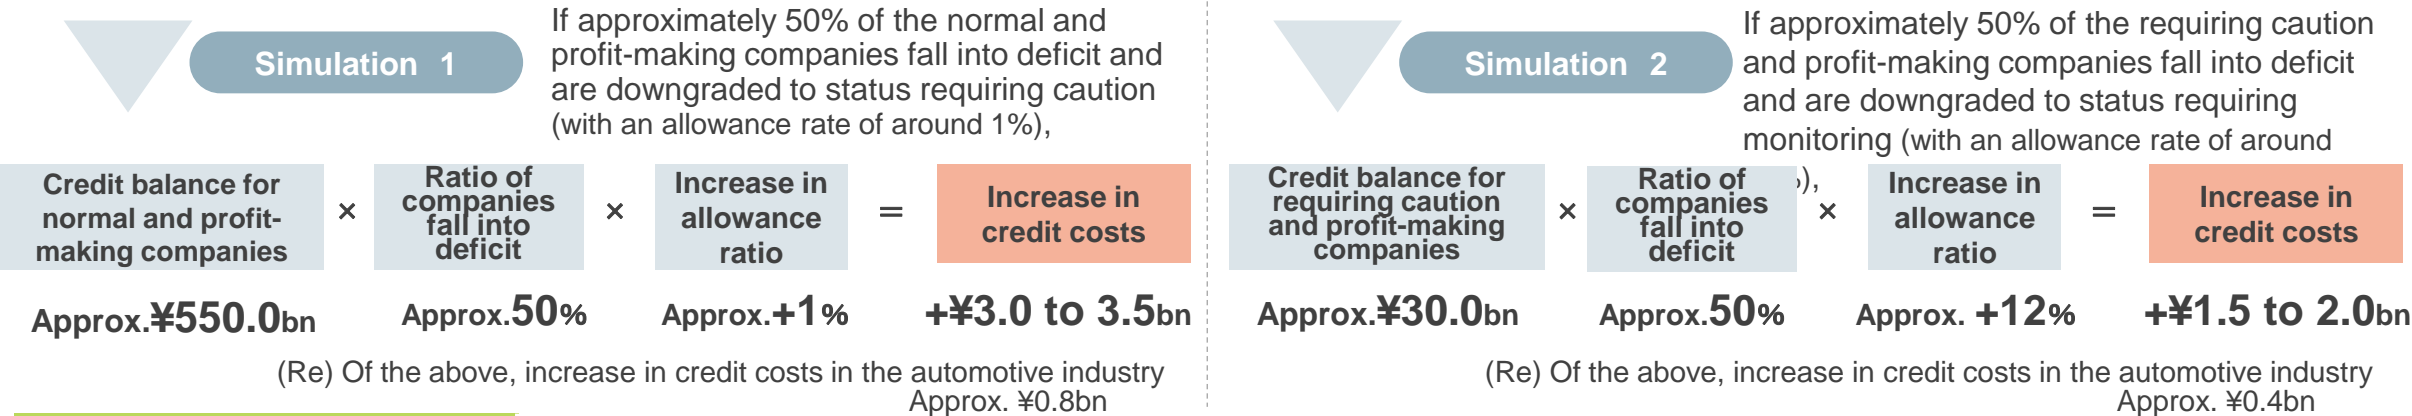 Simulation 1
If approximately 50% of the normal and
profit-making companies fall into deficit and
are downgraded to status requiring caution
(with an allowance rate of around 1%),
Credit balance for
normal and profit-
making companies
×
Ratio of
companies
fall into
deficit
×
Increase in
allowance
ratio
=
Increase in
credit costs
Approx.¥550.0bn
Approx.50%
Approx.+1%
+¥3.0 to 3.5bn
(Re) Of the above, increase in credit costs in the automotive industry
Approx. ¥0.8bn
Simulation 2
If approximately 50% of the requiring caution
and profit-making companies fall into deficit
and are downgraded to status requiring
monitoring (with an allowance rate of around
),
Credit balance for
requiring caution
and profit-making
companies
×
Ratio of
companies
fall into
deficit
×
Increase in
allowance
ratio
=
Increase in
credit costs
Approx.¥30.0bn
Approx.50%
Approx. +12%
+¥1.5 to 2.0bn
(Re) Of the above, increase in credit costs in the automotive industry
Approx. ¥0.4bn